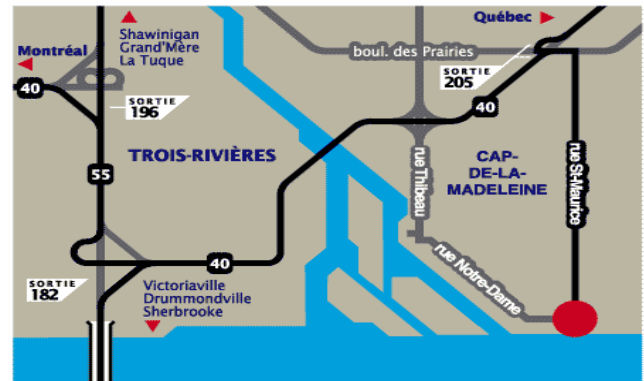 Québec
Shawinigan
Grand'Mère
La Tuque
Montréal
boul. des Prairies
SORTIE
205
40
SORTIE
196
40
TROIS-RIVIÈRES
CAP-
DE-LA-
MADELEINE
rue Thibeau
rue St-Maurice
55
40
rue Notre-Dame
SORTIE
182
Victoriaville
Drummondville
Sherbrooke